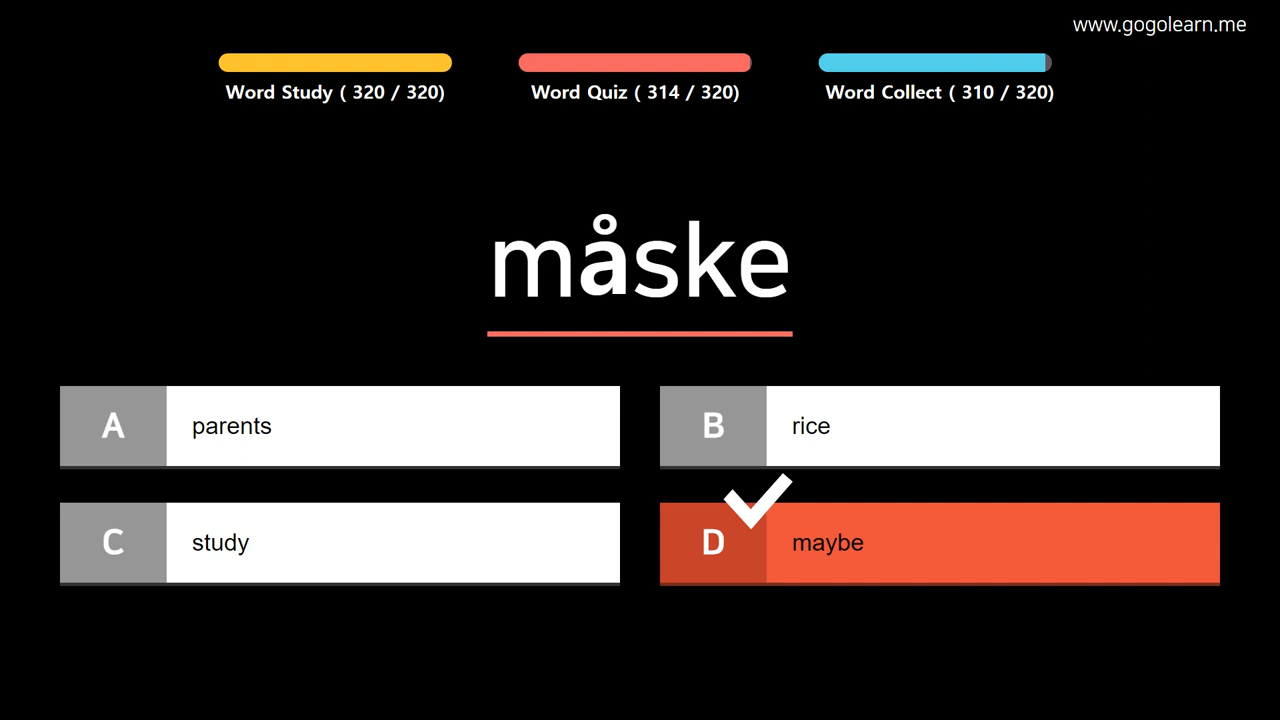 www.gogolearn.me
Word Study ( 320 / 320)
Word Quiz ( 314 / 320)
Word Collect ( 310 / 320)
måske
A parents
B rice
C study
D maybe